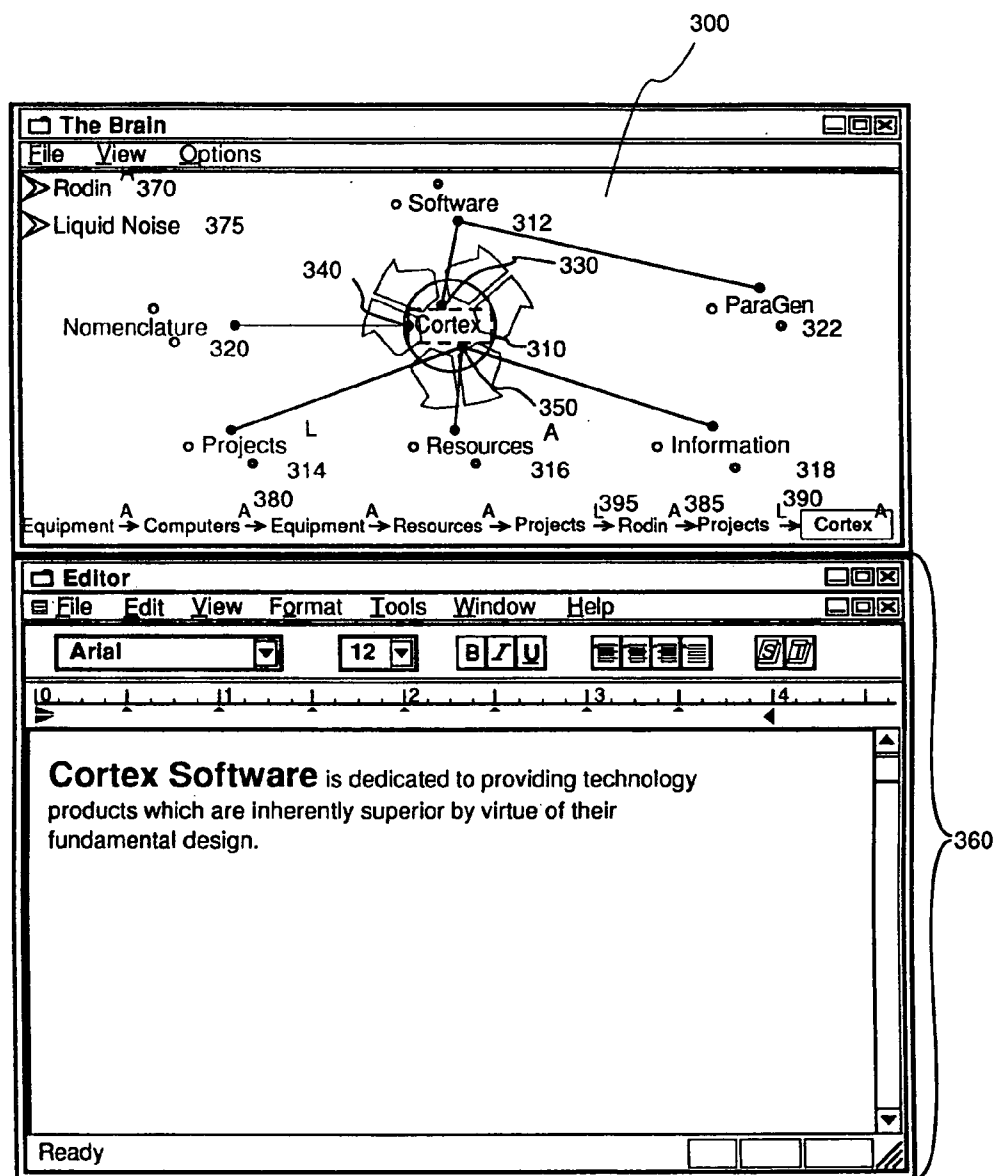 300
The Brain
File View Options
Rodin A 370
Liquid Noise 375
Software
312
340
330
ParaGen
322
Nomenclature
320
Cortex
310
350
Projects L
314
Resources A
316
Information
318
380 395 385 390
Equipment A → Computers A → Equipment A → Resources A → Projects L → Rodin A → Projects L → Cortex A
Editor
File Edit View Format Tools Window Help
Arial 12 B I U S I
0 1 2 3 4
Cortex Software is dedicated to providing technology
products which are inherently superior by virtue of their
fundamental design.
360
Ready